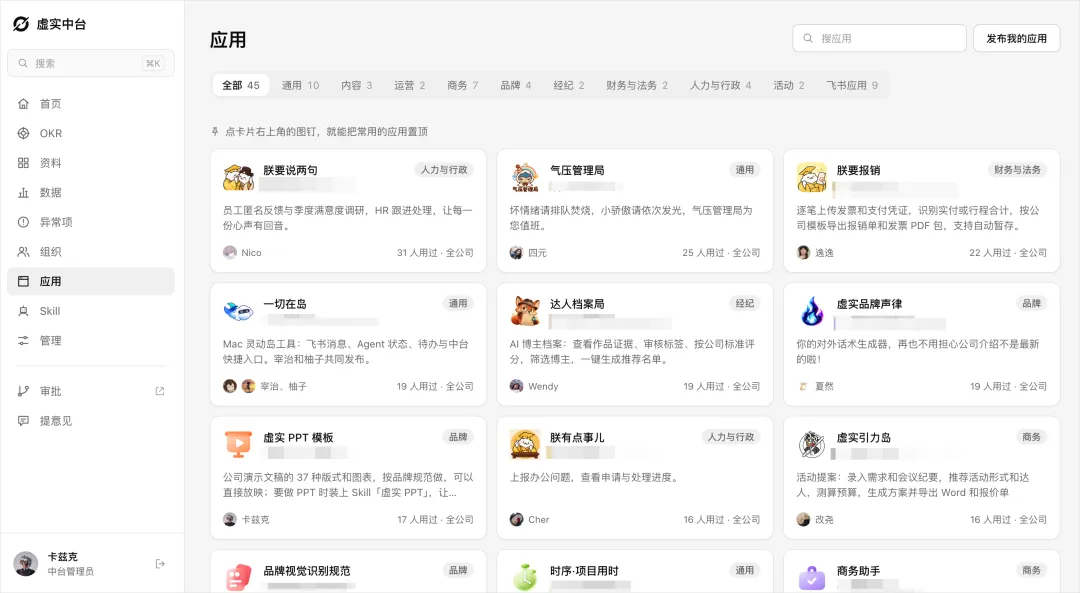 虚实中台
搜索
⌘K
首页
OKR
资料
数据
异常项
组织
应用
Skill
管理
审批
提意见
卡兹克
中台管理员
应用
搜应用
发布我的应用
全部 45 通用 10 内容 3 运营 2 商务 7 品牌 4 经纪 2 财务与法务 2 人力与行政 4 活动 2 飞书应用 9
点卡片右上角的图钉，就能把常用的应用置顶
朕要说两句
人力与行政
员工匿名反馈与季度满意度调研，HR 跟进处理，让每一
份心声有回音。
Nico
31 人用过 · 全公司
气压管理局
气压管理局
通用
坏情绪请排队焚烧，小骄傲请依次发光，气压管理局为
您值班。
四元
25 人用过 · 全公司
朕要报销
财务与法务
逐笔上传发票和支付凭证，识别实付或行程合计，按公
司模板导出报销单和发票 PDF 包，支持自动暂存。
逸逸
22 人用过 · 全公司
一切在岛
通用
Mac 灵动岛工具：飞书消息、Agent 状态、待办与中台
快捷入口。宰治和柚子共同发布。
宰治、柚子
19 人用过 · 全公司
达人档案局
经纪
AI 博主档案：查看作品证据、审核标签、按公司标准评
分，筛选博主，一键生成推荐名单。
Wendy
19 人用过 · 全公司
虚实品牌声律
品牌
你的对外话术生成器，再也不用担心公司介绍不是最新
的啦！
夏然
19 人用过 · 全公司
虚实 PPT 模板
品牌
公司演示文稿的 37 种版式和图表，按品牌规范做，可以
直接放映；要做 PPT 时装上 Skill「虚实 PPT」，让...
卡兹克
17 人用过 · 全公司
朕有点事儿
人力与行政
上报办公问题，查看申请与处理进度。
Cher
16 人用过 · 全公司
虚实引力岛
商务
活动提案：录入需求和会议纪要，推荐活动形式和达
人，测算预算，生成方案并导出 Word 和报价单
改尧
16 人用过 · 全公司
品牌视觉识别规范
品牌
时序·项目用时
通用
商务助手
商务